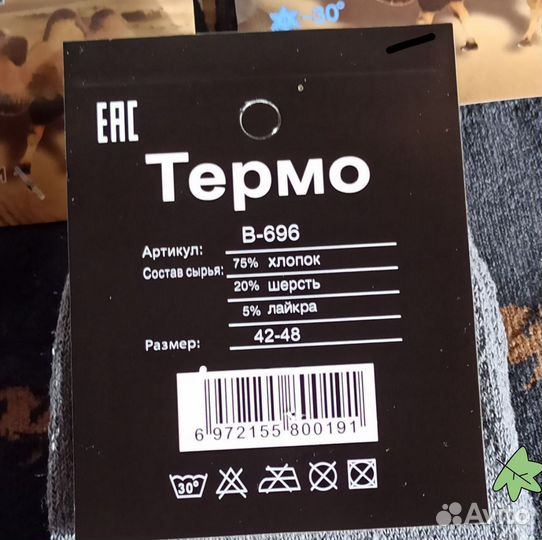 -30°
EAC
Термо
Артикул: В-696
Состав сырья: 75% хлопок
20% шерсть
5% лайкра
Размер: 42-48
6 972155 800191
30°
Avito